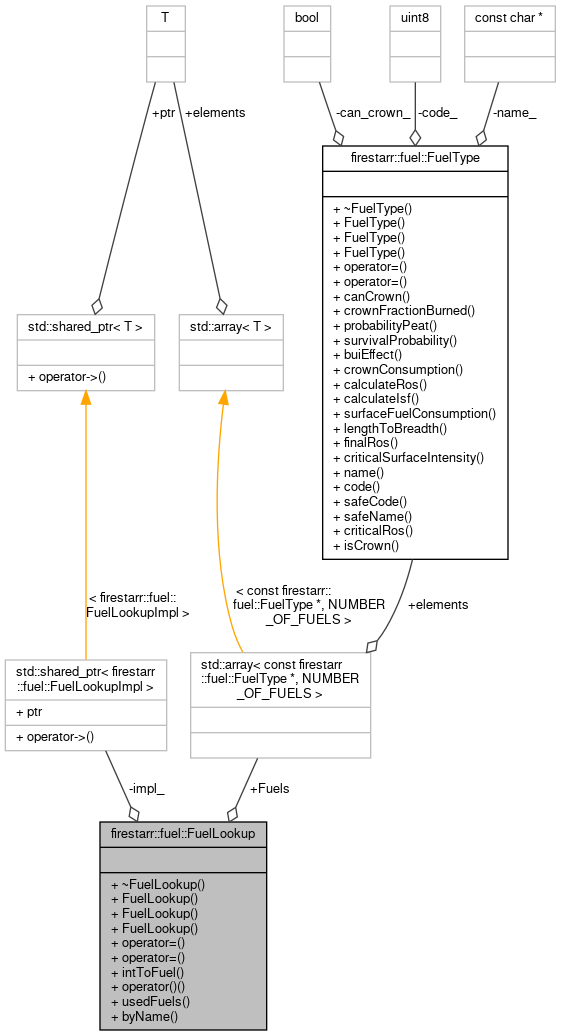 T
bool
uint8
const char *
+ptr
+elements
-can_crown_
-code_
-name_
firestarr::fuel::FuelType
+ ~FuelType()
+ FuelType()
+ FuelType()
+ FuelType()
+ operator=()
+ operator=()
+ canCrown()
+ crownFractionBurned()
+ probabilityPeat()
+ survivalProbability()
+ buiEffect()
+ crownConsumption()
+ calculateRos()
+ calculateIsf()
+ surfaceFuelConsumption()
+ lengthToBreadth()
+ finalRos()
+ criticalSurfaceIntensity()
+ name()
+ code()
+ safeCode()
+ safeName()
+ criticalRos()
+ isCrown()
std::shared_ptr< T >
+ operator->()
std::array< T >
< firestarr::fuel::
FuelLookupImpl >
< const firestarr::
fuel::FuelType *, NUMBER
_OF_FUELS >
+elements
std::shared_ptr< firestarr
::fuel::FuelLookupImpl >
+ ptr
+ operator->()
std::array< const firestarr
::fuel::FuelType *, NUMBER
_OF_FUELS >
-impl_
+Fuels
firestarr::fuel::FuelLookup
+ ~FuelLookup()
+ FuelLookup()
+ FuelLookup()
+ FuelLookup()
+ operator=()
+ operator=()
+ intToFuel()
+ operator()()
+ usedFuels()
+ byName()